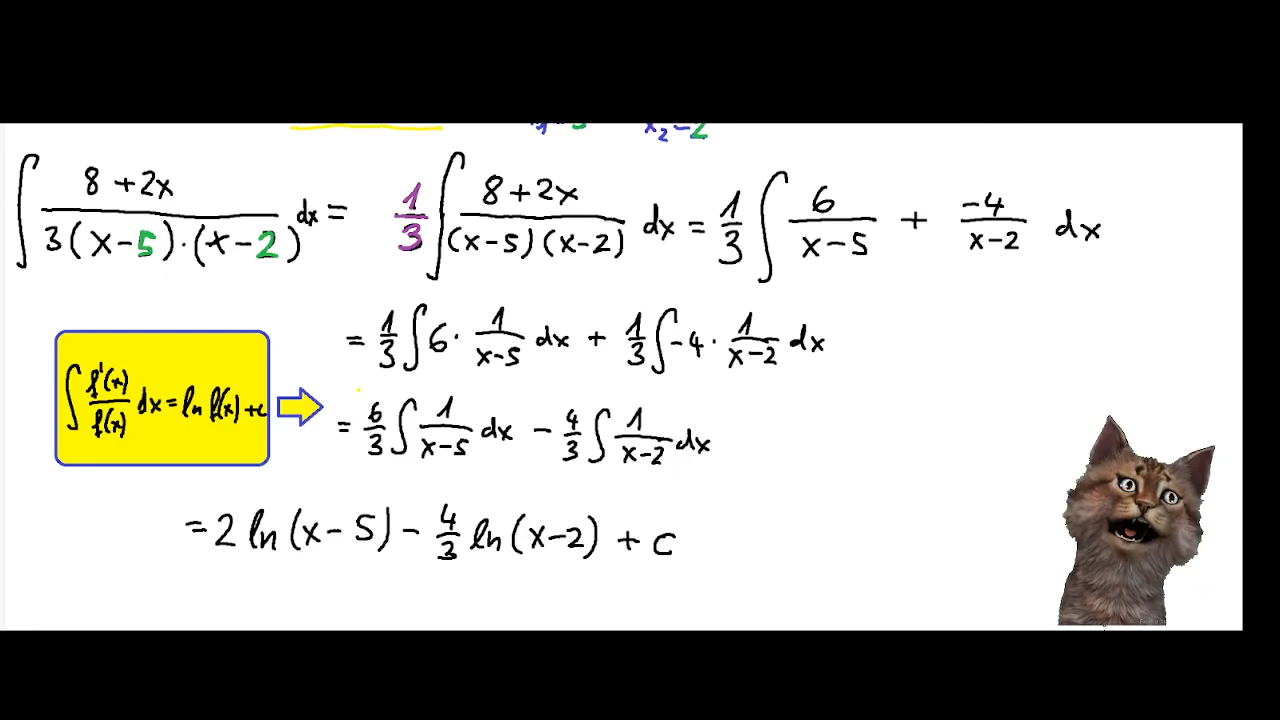 x₂ = 2
∫ (8 + 2x)/(3(x-5)·(x-2)) dx = 1/3 ∫ (8 + 2x)/((x-5)(x-2)) dx = 1/3 ∫ 6/(x-5) + (-4)/(x-2) dx
= 1/3 ∫ 6 · 1/(x-5) dx + 1/3 ∫ -4 · 1/(x-2) dx
∫ f'(x)/f(x) dx = ln f(x) + c
= 6/3 ∫ 1/(x-5) dx - 4/3 ∫ 1/(x-2) dx
= 2 ln(x-5) - 4/3 ln(x-2) + c